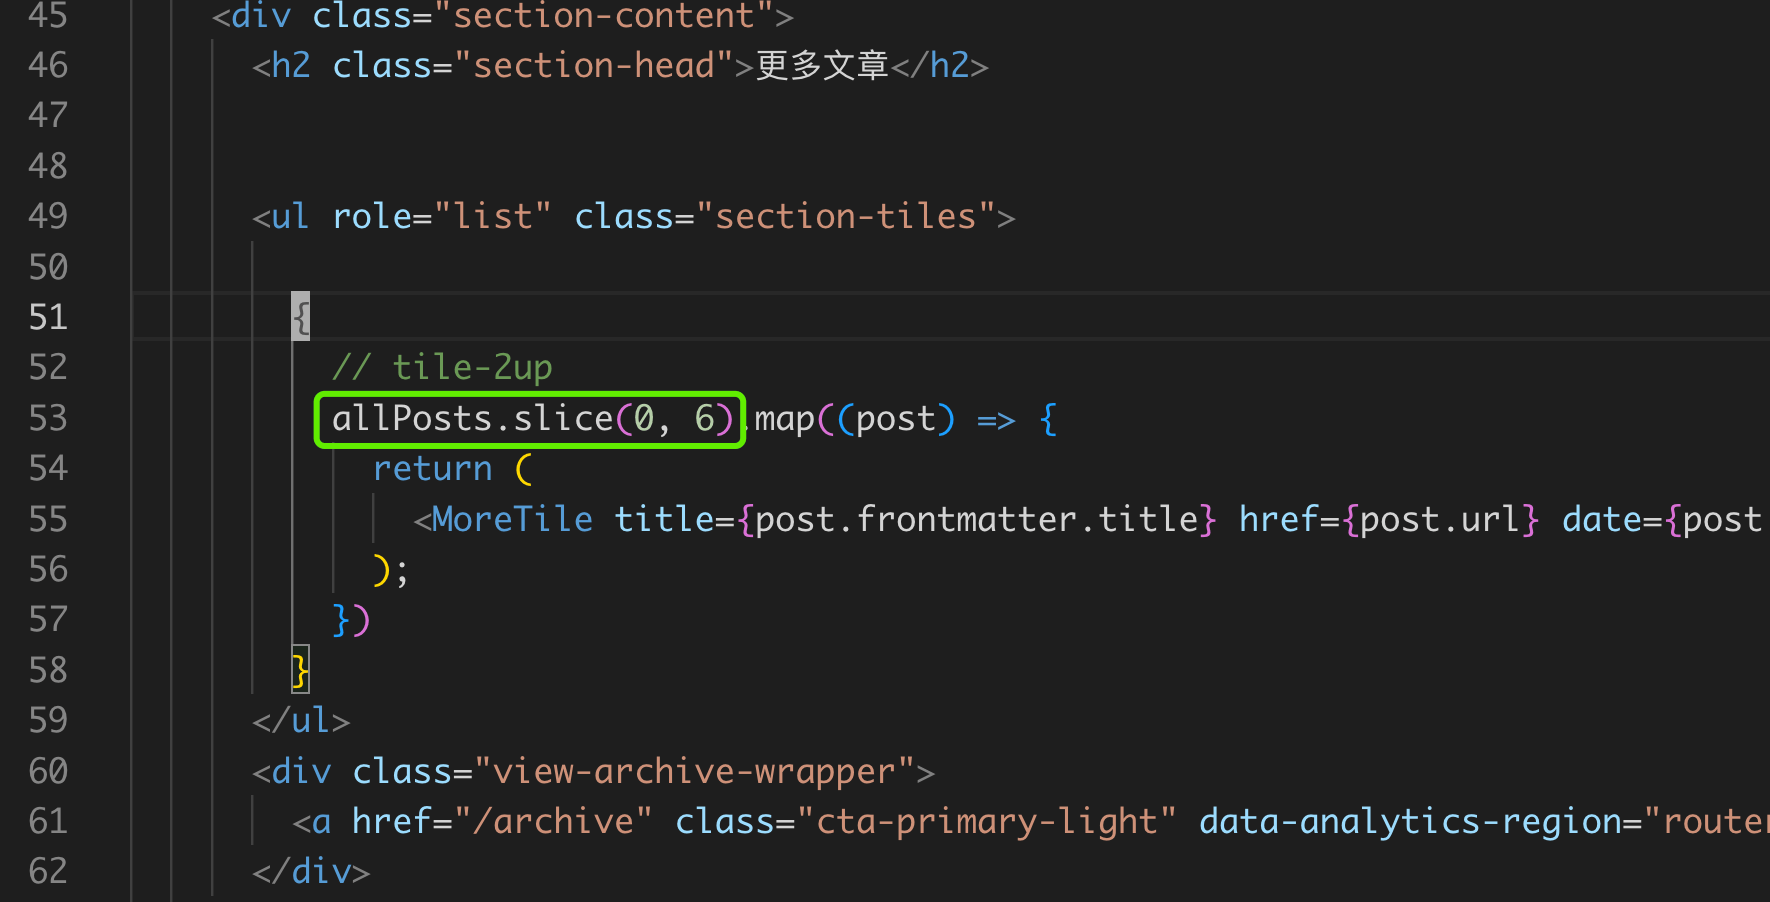 45 <div class="section-content">
46 <h2 class="section-head">更多文章</h2>
47
48
49 <ul role="list" class="section-tiles">
50
51 {
52 // tile-2up
53 allPosts.slice(0, 6).map((post) => {
54 return (
55 <MoreTile title={post.frontmatter.title} href={post.url} date={post
56 );
57 })
58 }
59 </ul>
60 <div class="view-archive-wrapper">
61 <a href="/archive" class="cta-primary-light" data-analytics-region="router
62 </div>